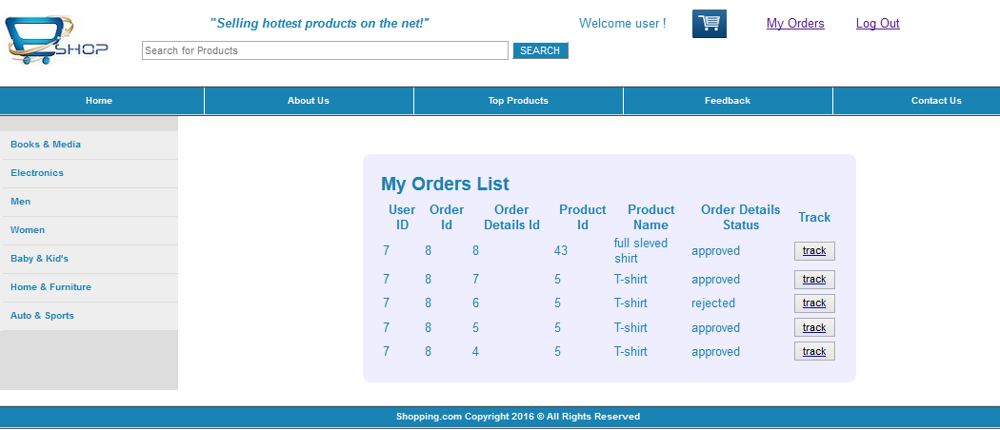 SHOP
"Selling hottest products on the net!"
Welcome user !
My Orders
Log Out
Search for Products
SEARCH
Home
About Us
Top Products
Feedback
Contact Us
Books & Media
Electronics
Men
Women
Baby & Kid's
Home & Furniture
Auto & Sports
My Orders List
User ID Order Id Order Details Id Product Id Product Name Order Details Status Track
7 8 8 43 full sleved shirt approved track
7 8 7 5 T-shirt approved track
7 8 6 5 T-shirt rejected track
7 8 5 5 T-shirt approved track
7 8 4 5 T-shirt approved track
Shopping.com Copyright 2016 © All Rights Reserved